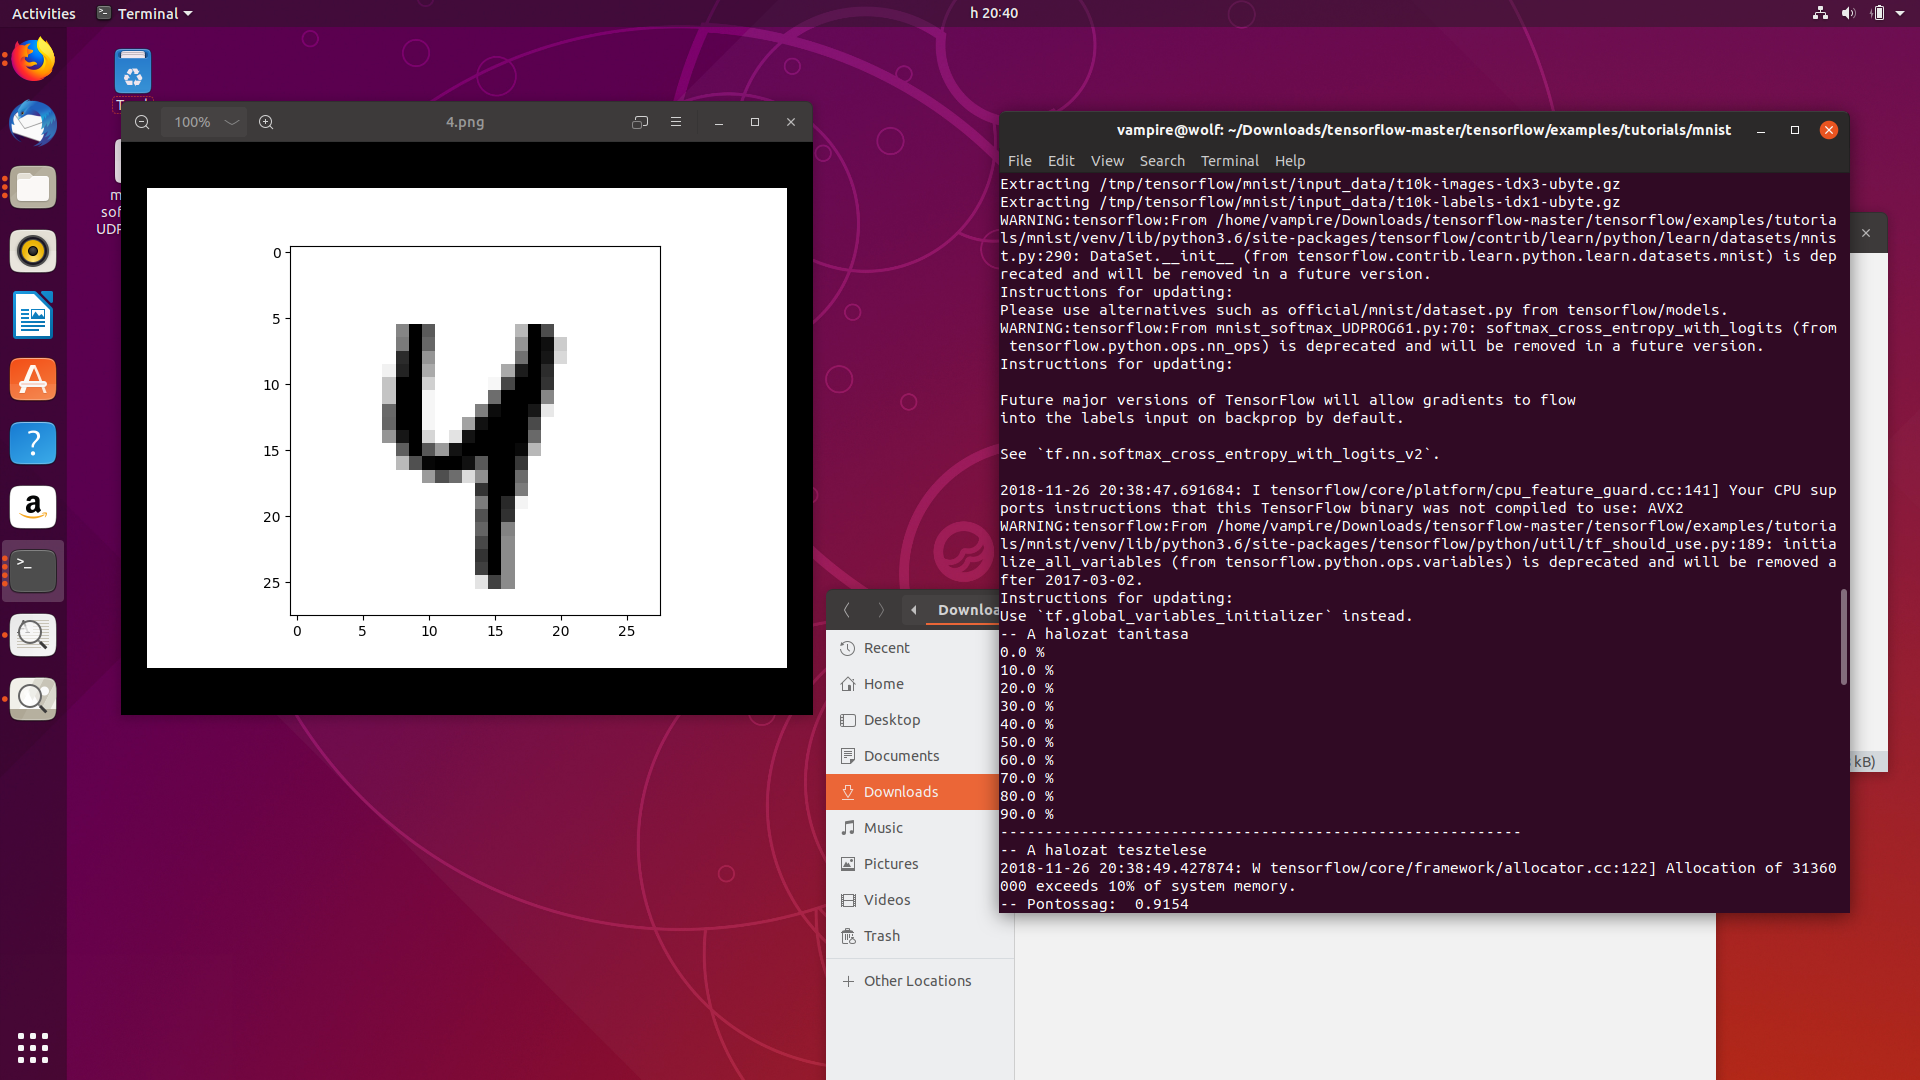 Activities
Terminal
h 20:40
100%
4.png
0
5
10
15
20
25
0
5
10
15
20
25
vampire@wolf: ~/Downloads/tensorflow-master/tensorflow/examples/tutorials/mnist
File Edit View Search Terminal Help
Extracting /tmp/tensorflow/mnist/input_data/t10k-images-idx3-ubyte.gz
Extracting /tmp/tensorflow/mnist/input_data/t10k-labels-idx1-ubyte.gz
WARNING:tensorflow:From /home/vampire/Downloads/tensorflow-master/tensorflow/examples/tutoria
ls/mnist/venv/lib/python3.6/site-packages/tensorflow/contrib/learn/python/learn/datasets/mnis
t.py:290: DataSet.__init__ (from tensorflow.contrib.learn.python.learn.datasets.mnist) is dep
recated and will be removed in a future version.
Instructions for updating:
Please use alternatives such as official/mnist/dataset.py from tensorflow/models.
WARNING:tensorflow:From mnist_softmax_UDPROG61.py:70: softmax_cross_entropy_with_logits (from
 tensorflow.python.ops.nn_ops) is deprecated and will be removed in a future version.
Instructions for updating:
Future major versions of TensorFlow will allow gradients to flow
into the labels input on backprop by default.
See `tf.nn.softmax_cross_entropy_with_logits_v2`.
2018-11-26 20:38:47.691684: I tensorflow/core/platform/cpu_feature_guard.cc:141] Your CPU sup
ports instructions that this TensorFlow binary was not compiled to use: AVX2
WARNING:tensorflow:From /home/vampire/Downloads/tensorflow-master/tensorflow/examples/tutoria
ls/mnist/venv/lib/python3.6/site-packages/tensorflow/python/util/tf_should_use.py:189: initia
lize_all_variables (from tensorflow.python.ops.variables) is deprecated and will be removed a
fter 2017-03-02.
Instructions for updating:
Use `tf.global_variables_initializer` instead.
-- A halozat tanitasa
0.0 %
10.0 %
20.0 %
30.0 %
40.0 %
50.0 %
60.0 %
70.0 %
80.0 %
90.0 %
----------------------------------------------------------
-- A halozat tesztelese
2018-11-26 20:38:49.427874: W tensorflow/core/framework/allocator.cc:122] Allocation of 31360
000 exceeds 10% of system memory.
-- Pontossag:  0.9154
Downloa
Recent
Home
Desktop
Documents
Downloads
Music
Pictures
Videos
Trash
Other Locations
kB)